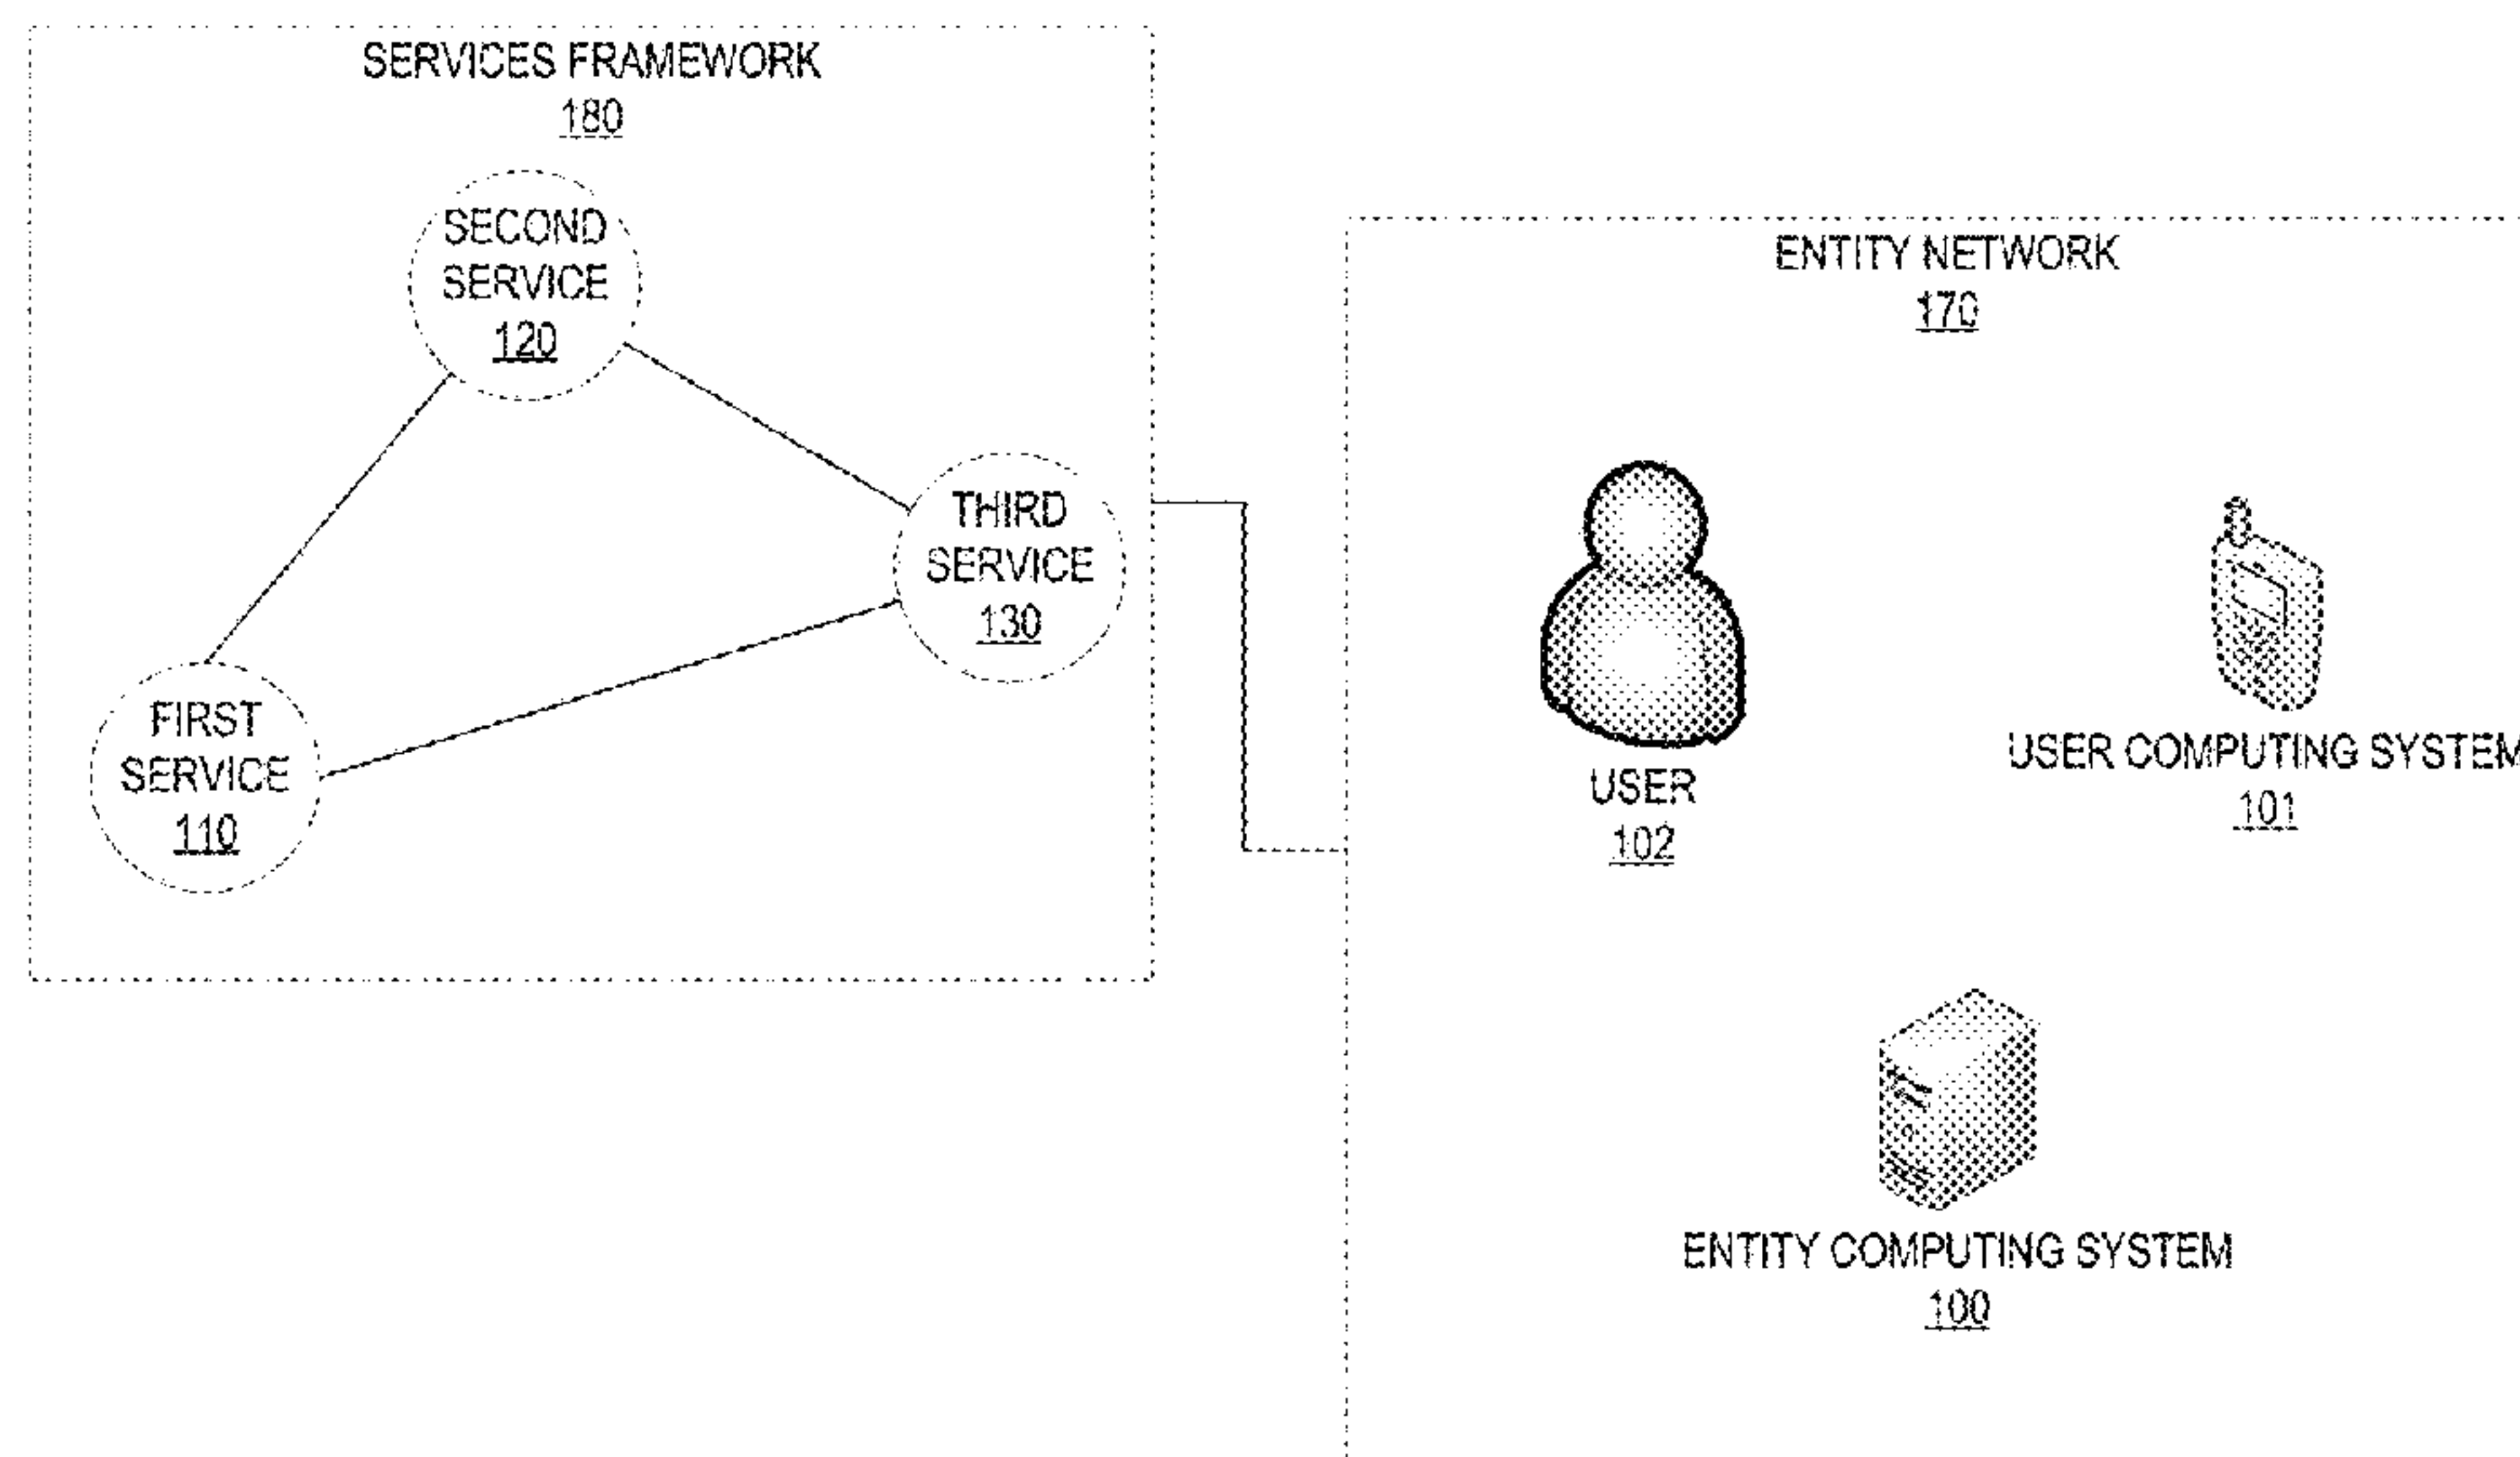 SERVICES FRAMEWORK
180
SECOND
SERVICE
120
THIRD
SERVICE
130
FIRST
SERVICE
110
ENTITY NETWORK
170
USER
102
USER COMPUTING SYSTEM
101
ENTITY COMPUTING SYSTEM
100